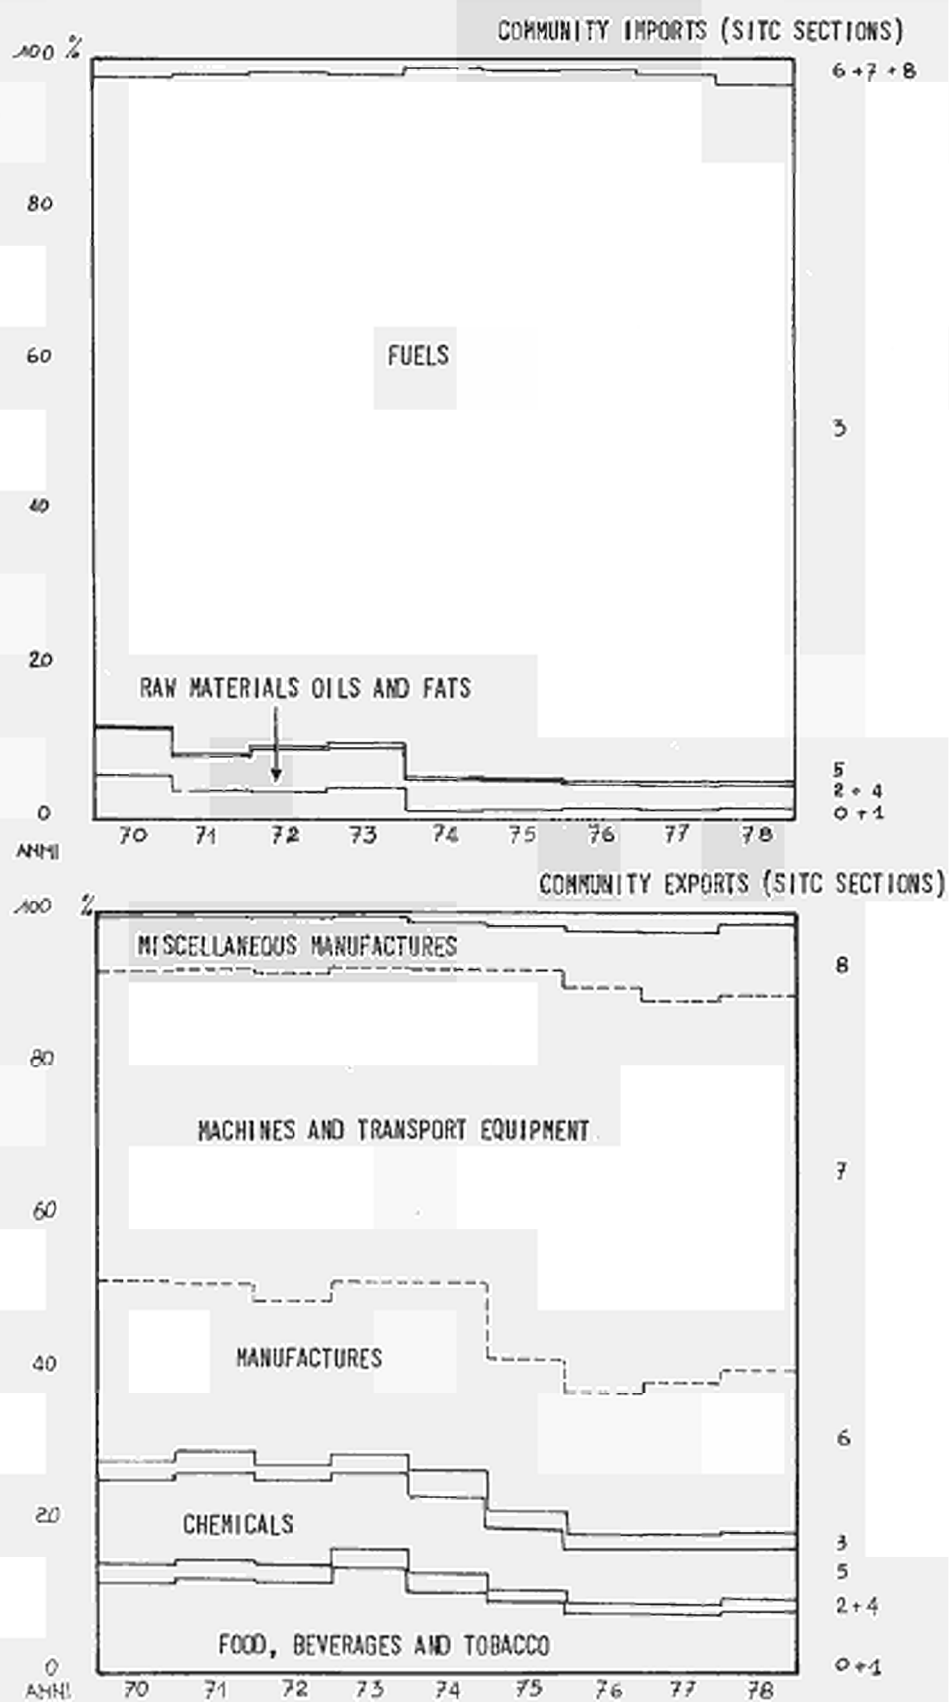 COMMUNITY IMPORTS (SITC SECTIONS)
100 %
6+7+8
80
60
FUELS
3
40
20
RAW MATERIALS OILS AND FATS
5
2+4
0
0+1
70 71 72 73 74 75 76 77 78
ANNI
COMMUNITY EXPORTS (SITC SECTIONS)
100 %
MISCELLANEOUS MANUFACTURES
8
80
MACHINES AND TRANSPORT EQUIPMENT
7
60
40
MANUFACTURES
6
20
CHEMICALS
3
5
2+4
FOOD, BEVERAGES AND TOBACCO
0
0+1
ANNI 70 71 72 73 74 75 76 77 78